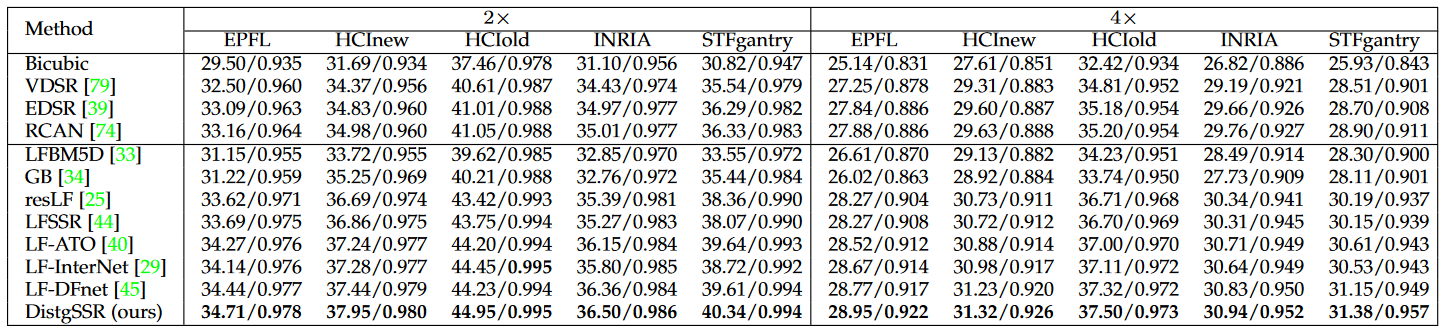 Method 2× 4×
EPFL HCInew HCIold INRIA STFgantry EPFL HCInew HCIold INRIA STFgantry
Bicubic 29.50/0.935 31.69/0.934 37.46/0.978 31.10/0.956 30.82/0.947 25.14/0.831 27.61/0.851 32.42/0.934 26.82/0.886 25.93/0.843
VDSR [79] 32.50/0.960 34.37/0.956 40.61/0.987 34.43/0.974 35.54/0.979 27.25/0.878 29.31/0.883 34.81/0.952 29.19/0.921 28.51/0.901
EDSR [39] 33.09/0.963 34.83/0.960 41.01/0.988 34.97/0.977 36.29/0.982 27.84/0.886 29.60/0.887 35.18/0.954 29.66/0.926 28.70/0.908
RCAN [74] 33.16/0.964 34.98/0.960 41.05/0.988 35.01/0.977 36.33/0.983 27.88/0.886 29.63/0.888 35.20/0.954 29.76/0.927 28.90/0.911
LFBM5D [33] 31.15/0.955 33.72/0.955 39.62/0.985 32.85/0.970 33.55/0.972 26.61/0.870 29.13/0.882 34.23/0.951 28.49/0.914 28.30/0.900
GB [34] 31.22/0.959 35.25/0.969 40.21/0.988 32.76/0.972 35.44/0.984 26.02/0.863 28.92/0.884 33.74/0.950 27.73/0.909 28.11/0.901
resLF [25] 33.62/0.971 36.69/0.974 43.42/0.993 35.39/0.981 38.36/0.990 28.27/0.904 30.73/0.911 36.71/0.968 30.34/0.941 30.19/0.937
LFSSR [44] 33.69/0.975 36.86/0.975 43.75/0.994 35.27/0.983 38.07/0.990 28.27/0.908 30.72/0.912 36.70/0.969 30.31/0.945 30.15/0.939
LF-ATO [40] 34.27/0.976 37.24/0.977 44.20/0.994 36.15/0.984 39.64/0.993 28.52/0.912 30.88/0.914 37.00/0.970 30.71/0.949 30.61/0.943
LF-InterNet [29] 34.14/0.976 37.28/0.977 44.45/0.995 35.80/0.985 38.72/0.992 28.67/0.914 30.98/0.917 37.11/0.972 30.64/0.949 30.53/0.943
LF-DFnet [45] 34.44/0.977 37.44/0.979 44.23/0.994 36.36/0.984 39.61/0.994 28.77/0.917 31.23/0.920 37.32/0.972 30.83/0.950 31.15/0.949
DistgSSR (ours) 34.71/0.978 37.95/0.980 44.95/0.995 36.50/0.986 40.34/0.994 28.95/0.922 31.32/0.926 37.50/0.973 30.94/0.952 31.38/0.957